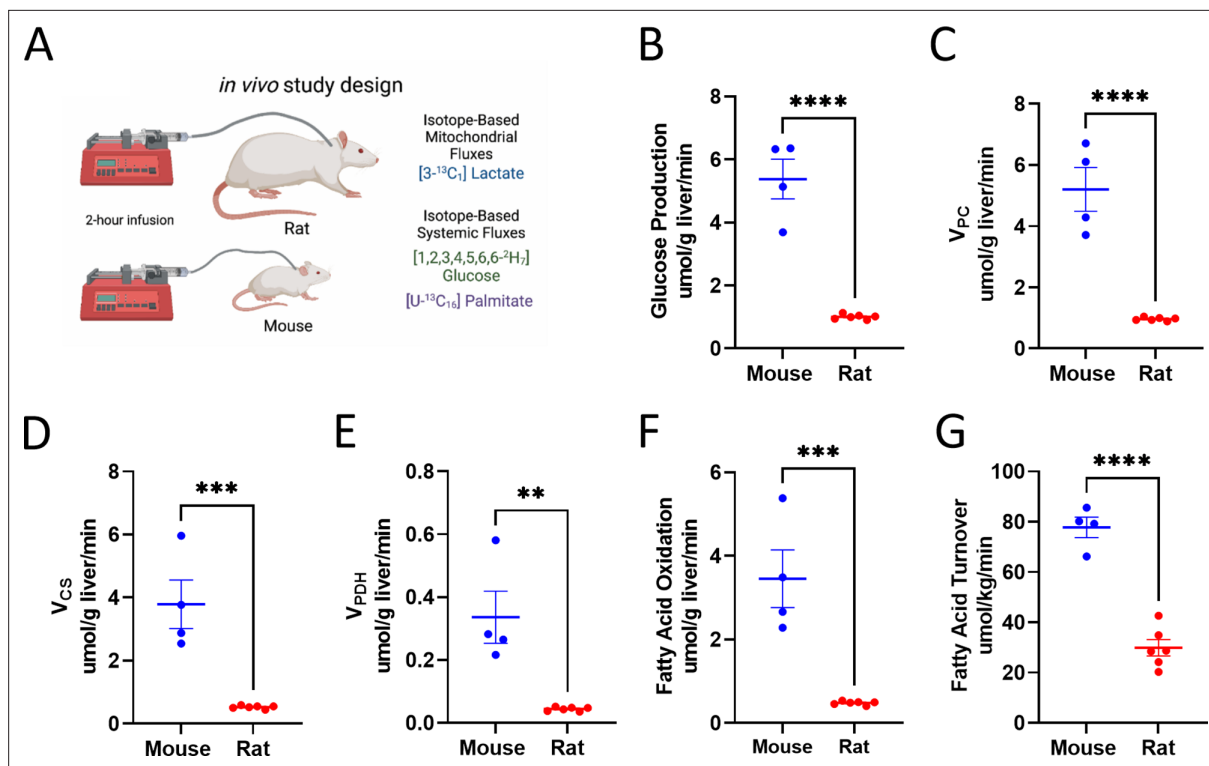 A
in vivo study design
2-hour infusion
Rat
Mouse
Isotope-Based
Mitochondrial
Fluxes
[3-¹³C₁] Lactate
Isotope-Based
Systemic Fluxes
[1,2,3,4,5,6,6-²H₇]
Glucose
[U-¹³C₁₆] Palmitate
B
Glucose Production
umol/g liver/min
8
6
4
2
0
****
Mouse Rat
C
V_PC
umol/g liver/min
8
6
4
2
0
****
Mouse Rat
D
V_CS
umol/g liver/min
8
6
4
2
0
***
Mouse Rat
E
V_PDH
umol/g liver/min
0.8
0.6
0.4
0.2
0.0
**
Mouse Rat
F
Fatty Acid Oxidation
umol/g liver/min
6
4
2
0
***
Mouse Rat
G
Fatty Acid Turnover
umol/kg/min
100
80
60
40
20
0
****
Mouse Rat